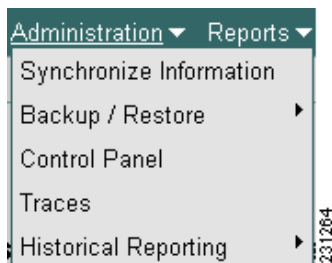 Administration Reports
Synchronize Information
Backup / Restore
Control Panel
Traces
Historical Reporting
231264